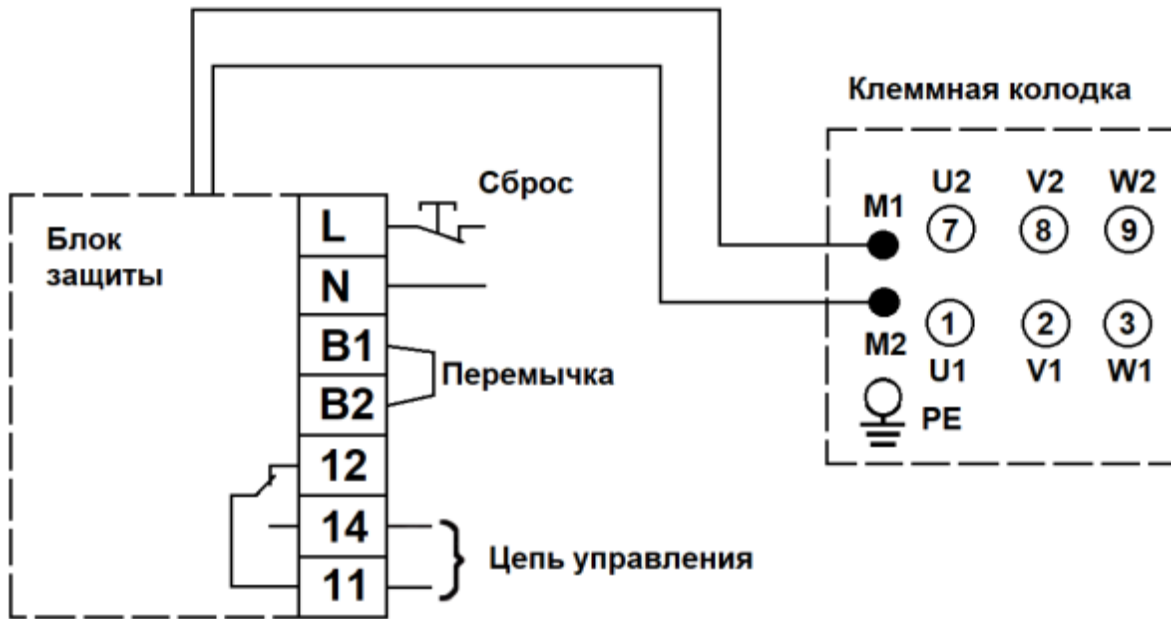 Клеммная колодка
Сброс
Блок
защиты
L
N
B1
B2
12
14
11
Перемычка
Цепь управления
M1
U2 V2 W2
7 8 9
1 2 3
M2
U1 V1 W1
PE